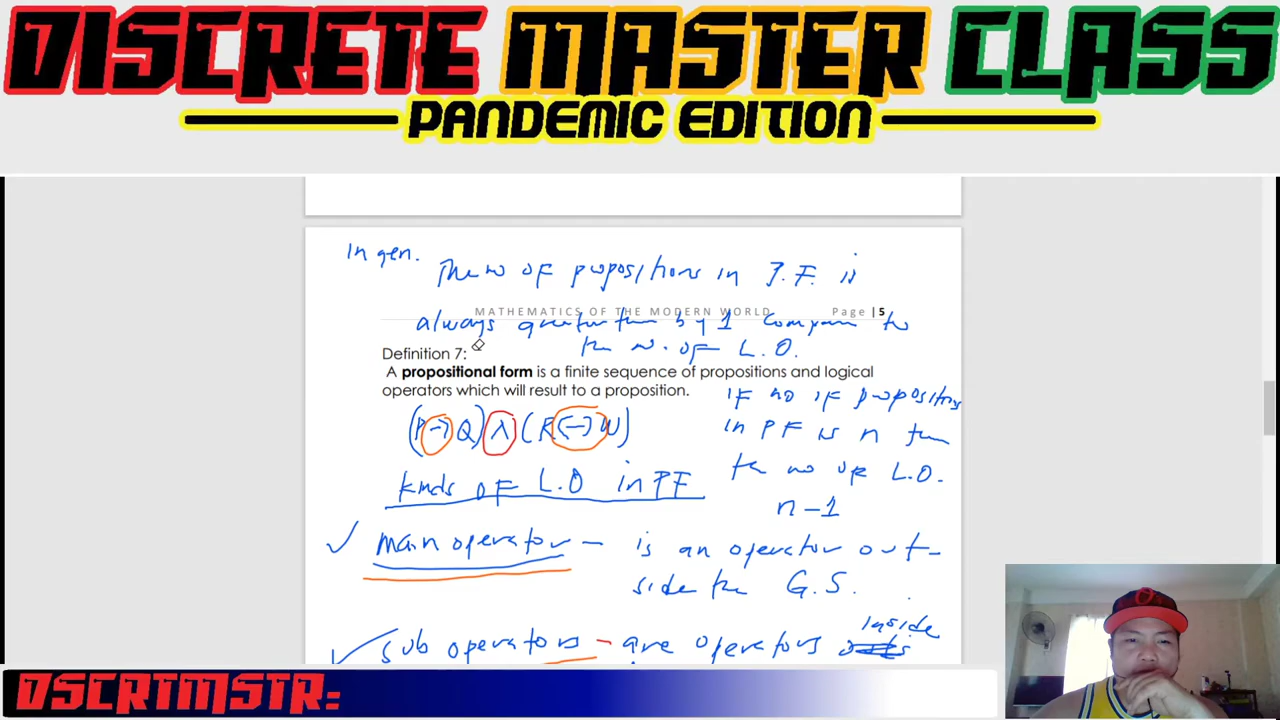 DISCRETE MASTER CLASS
PANDEMIC EDITION
In gen. The no of propositions in P.F. is
MATHEMATICS OF THE MODERN WORLD Page | 5
always greater than by 1 compare to
the no. of L.O.
Definition 7:
A propositional form is a finite sequence of propositions and logical
operators which will result to a proposition.
IF no if propositions
(P→Q) ∧ (R↔W)
in PF is n then
the no of L.O.
kinds of L.O in PF
n-1
✓ main operator - is an operator out-
side the G.S.
inside
✓ sub operators - are operators
DSCRTMSTR: